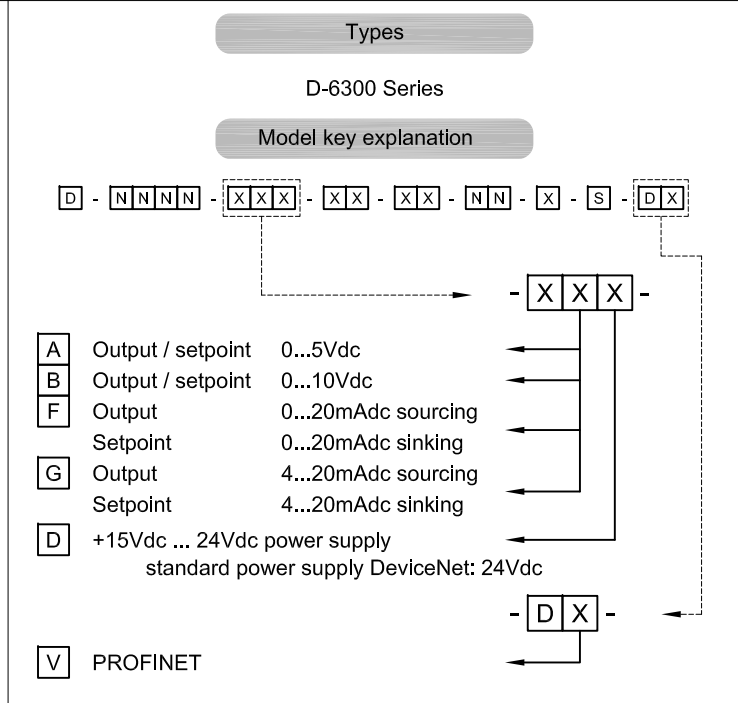 Types
D-6300 Series
Model key explanation
D - NNNN - XXX - XX - XX - NN - X - S - DX
- XXX -
A Output / setpoint 0...5Vdc
B Output / setpoint 0...10Vdc
F Output 0...20mAdc sourcing
Setpoint 0...20mAdc sinking
G Output 4...20mAdc sourcing
Setpoint 4...20mAdc sinking
D +15Vdc ... 24Vdc power supply
standard power supply DeviceNet: 24Vdc
- DX -
V PROFINET